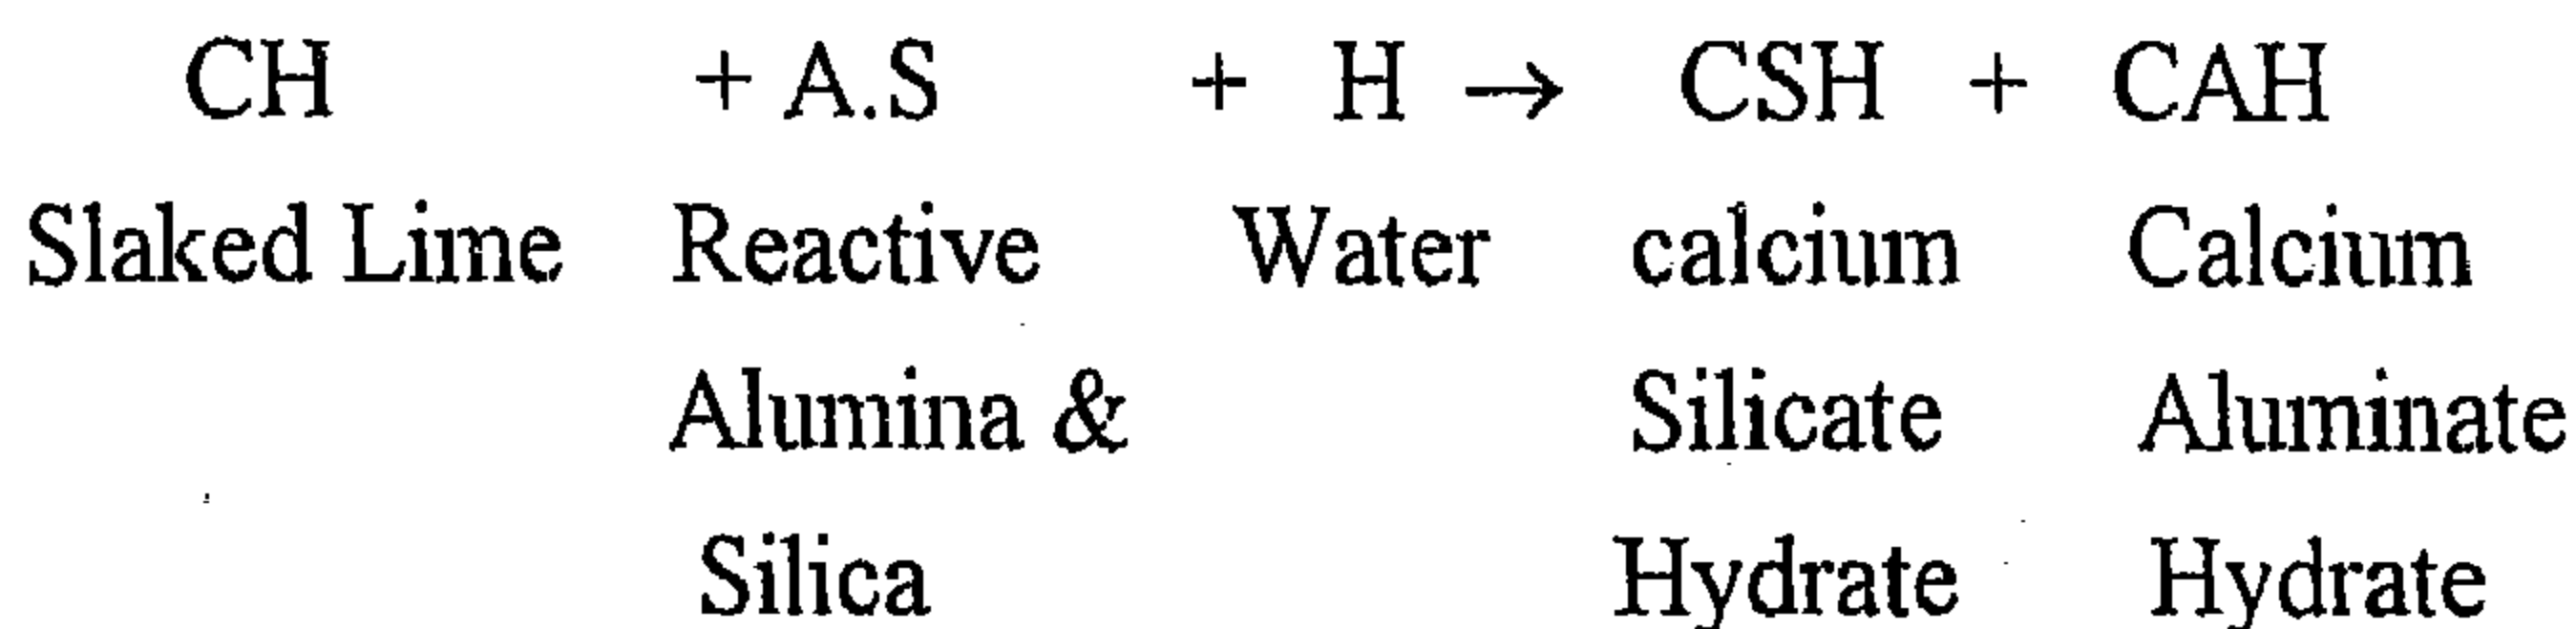 CH + A.S + H → CSH + CAH
Slaked Lime Reactive Water calcium Calcium
Alumina & Silicate Aluminate
Silica Hydrate Hydrate